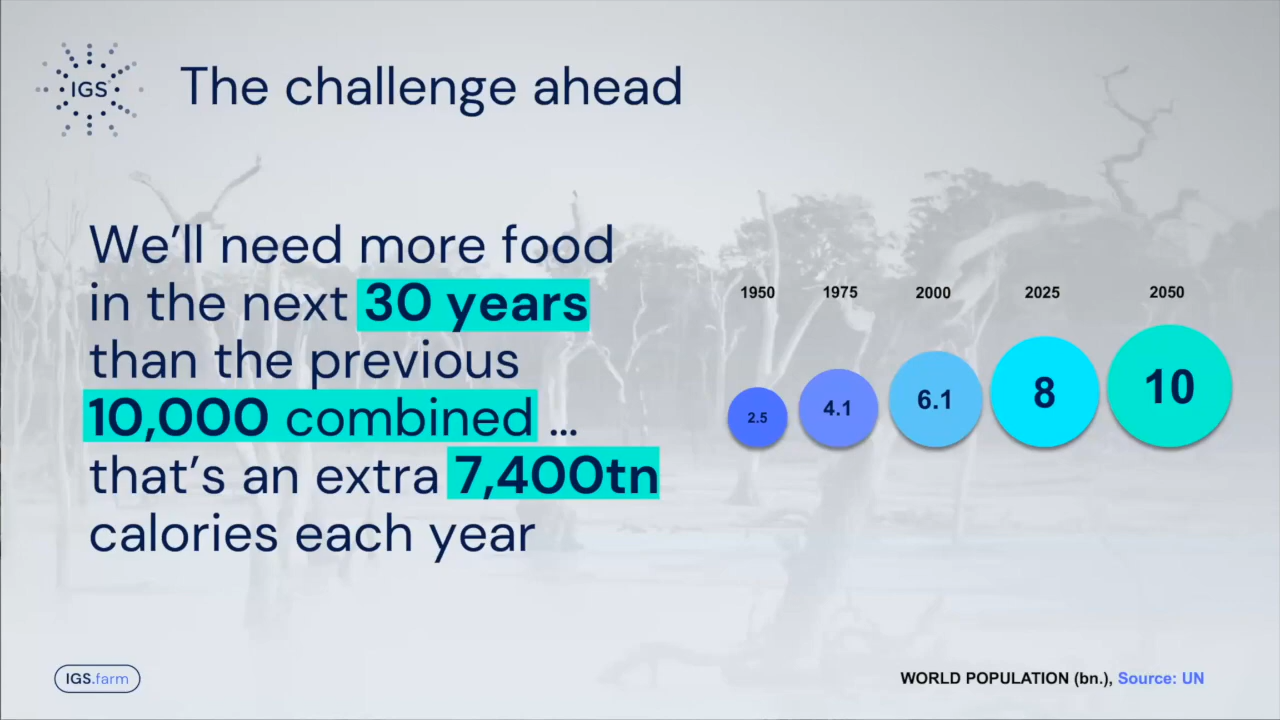 IGS
The challenge ahead
We'll need more food
in the next 30 years
than the previous
10,000 combined ...
that's an extra 7,400tn
calories each year
1950 1975 2000 2025 2050
2.5 4.1 6.1 8 10
IGS.farm
WORLD POPULATION (bn.), Source: UN